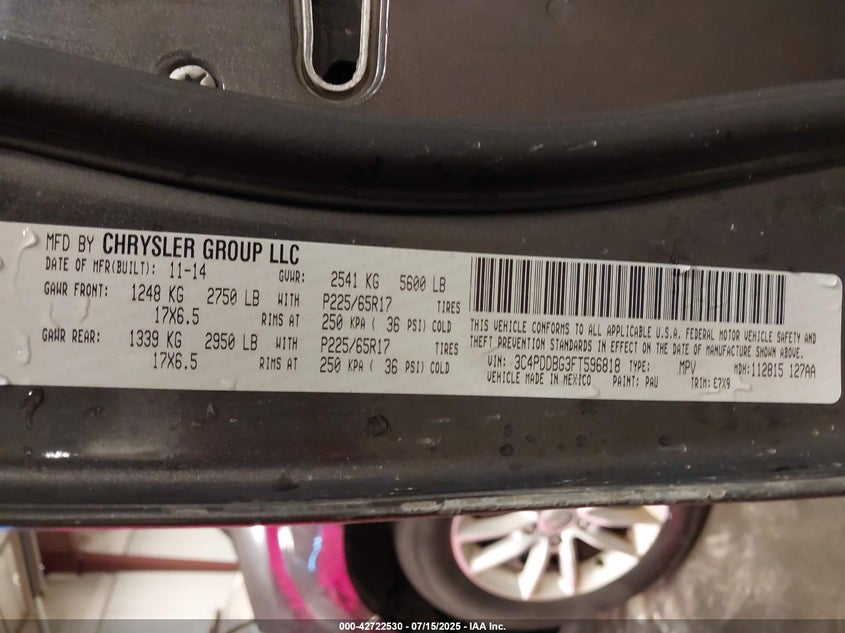 MFD BY CHRYSLER GROUP LLC
DATE OF MFR(BUILT): 11-14 GVWR: 2541 KG 5600 LB
GAWR FRONT: 1248 KG 2750 LB WITH P225/65R17 TIRES
17X6.5 RIMS AT 250 KPA ( 36 PSI) COLD
GAWR REAR: 1339 KG 2950 LB WITH P225/65R17 TIRES
17X6.5 RIMS AT 250 KPA ( 36 PSI) COLD
THIS VEHICLE CONFORMS TO ALL APPLICABLE U.S.A. FEDERAL MOTOR VEHICLE SAFETY AND
THEFT PREVENTION STANDARDS IN EFFECT ON THE DATE OF MANUFACTURE SHOWN ABOVE.
VIN: 3C4PDDBG3FT596818 TYPE: MPV MDH:112815 127AA
VEHICLE MADE IN MEXICO PAINT: PAU TRIM: E7X9
000-42722530 - 07/15/2025 - IAA Inc.